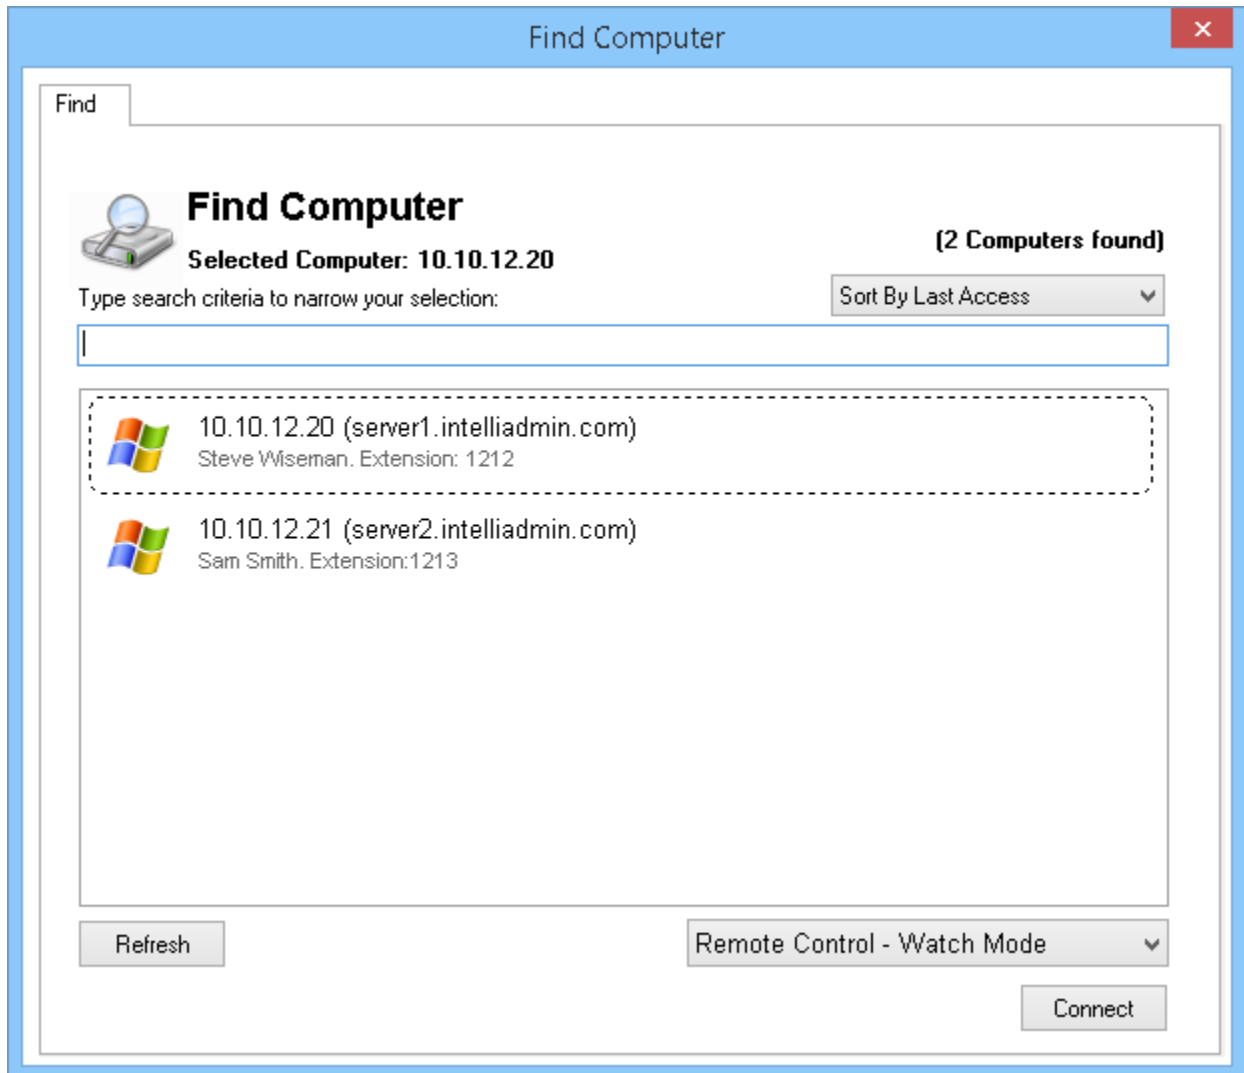 Find Computer
Find
Find Computer
(2 Computers found)
Selected Computer: 10.10.12.20
Type search criteria to narrow your selection:
Sort By Last Access
10.10.12.20 (server1.intelliadmin.com)
Steve Wiseman. Extension: 1212
10.10.12.21 (server2.intelliadmin.com)
Sam Smith. Extension:1213
Refresh
Remote Control - Watch Mode
Connect